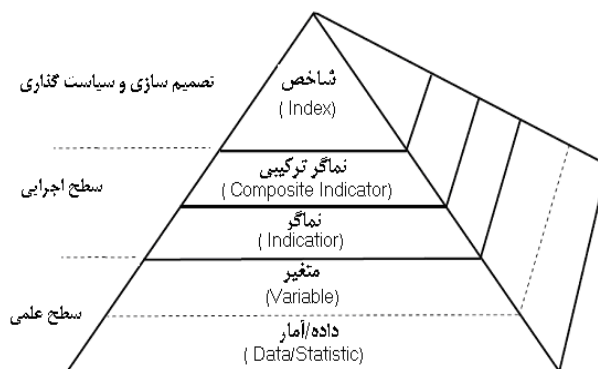 تصمیم سازی و سیاست گذاری
شاخص
( Index)
سطح اجرایی
نماگر ترکیبی
( Composite Indicator)
نماگر
( Indicatior)
سطح علمی
متغیر
(Variable)
داده/آمار
( Data/Statistic)